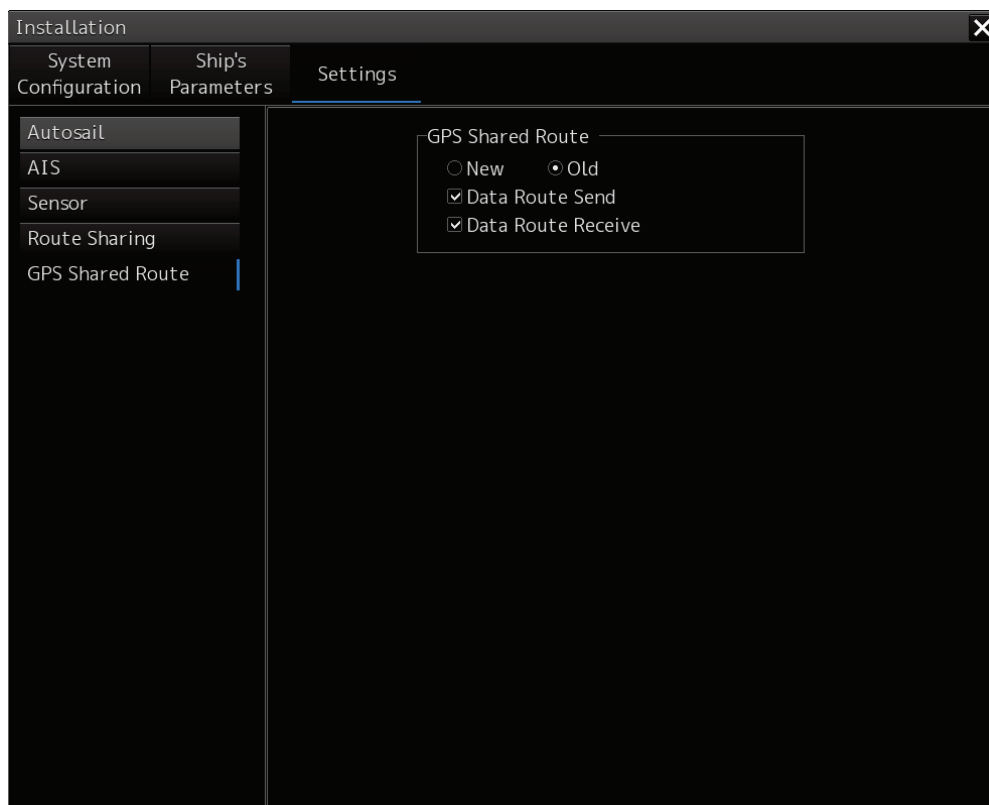 Installation
System Configuration
Ship's Parameters
Settings
Autosail
AIS
Sensor
Route Sharing
GPS Shared Route
GPS Shared Route
New Old
Data Route Send
Data Route Receive